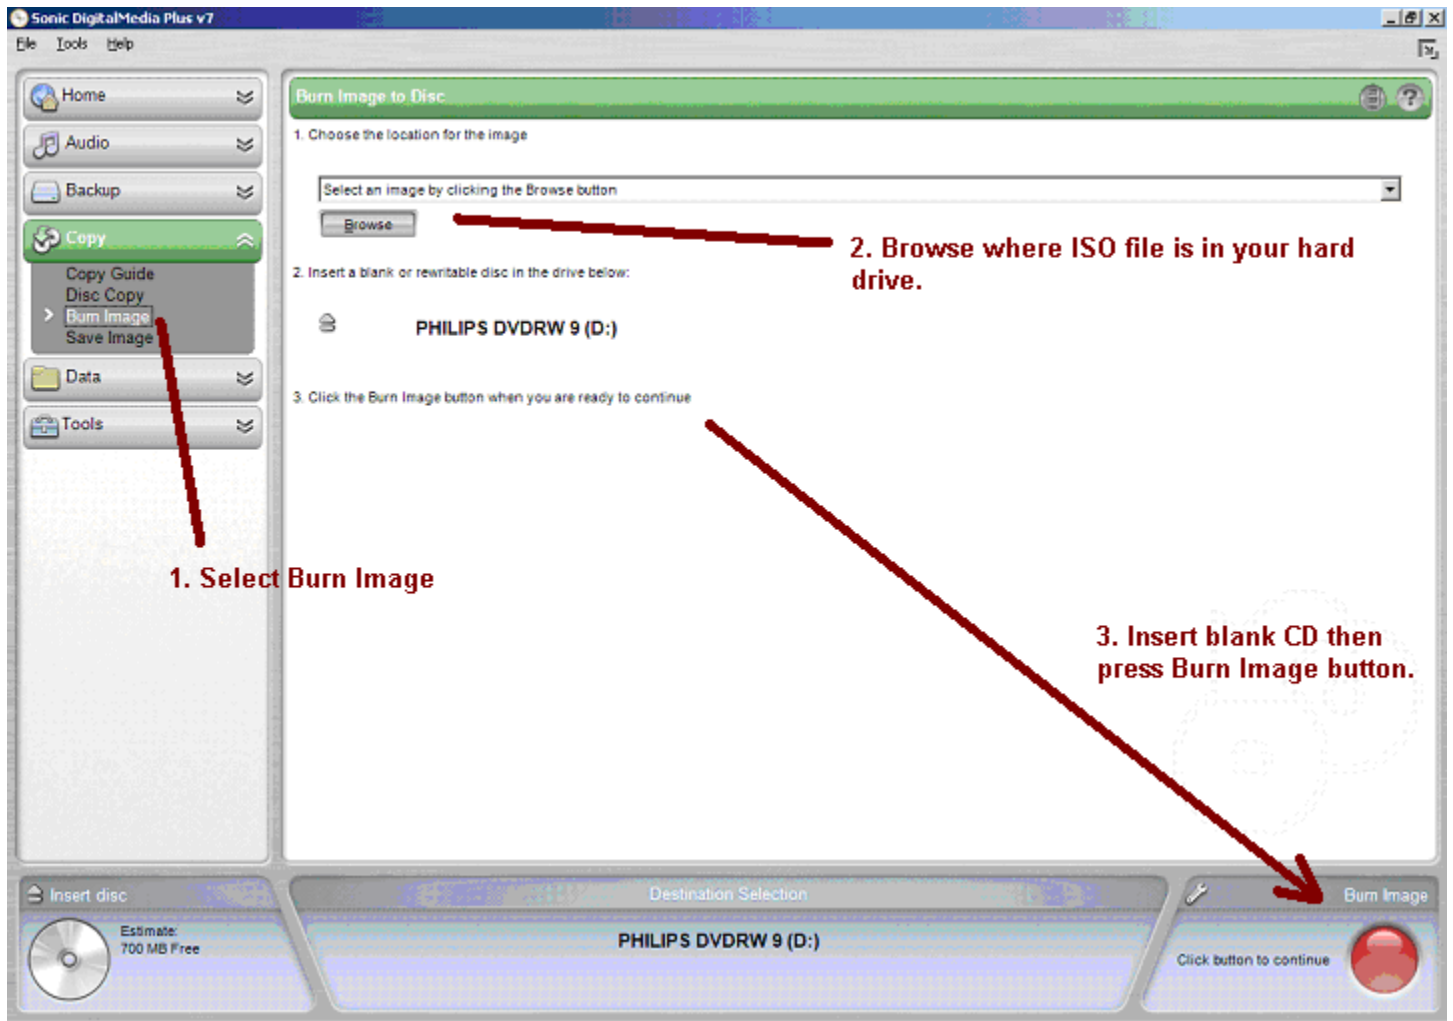 Sonic DigitalMedia Plus v7
File Tools Help
Home
Audio
Backup
Copy
Copy Guide
Disc Copy
Burn Image
Save Image
Data
Tools
Burn Image to Disc
1. Choose the location for the image
Select an image by clicking the Browse button
Browse
2. Browse where ISO file is in your hard
drive.
2. Insert a blank or rewritable disc in the drive below:
PHILIPS DVDRW 9 (D:)
3. Click the Burn Image button when you are ready to continue
1. Select Burn Image
3. Insert blank CD then
press Burn Image button.
Insert disc
Estimate:
700 MB Free
Destination Selection
PHILIPS DVDRW 9 (D:)
Burn Image
Click button to continue